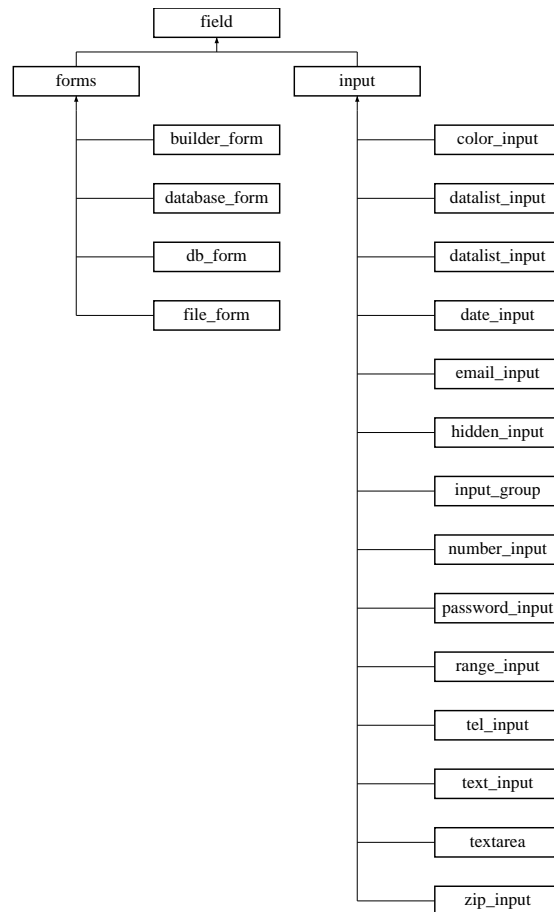 field
forms
input
builder_form
color_input
database_form
datalist_input
db_form
datalist_input
file_form
date_input
email_input
hidden_input
input_group
number_input
password_input
range_input
tel_input
text_input
textarea
zip_input